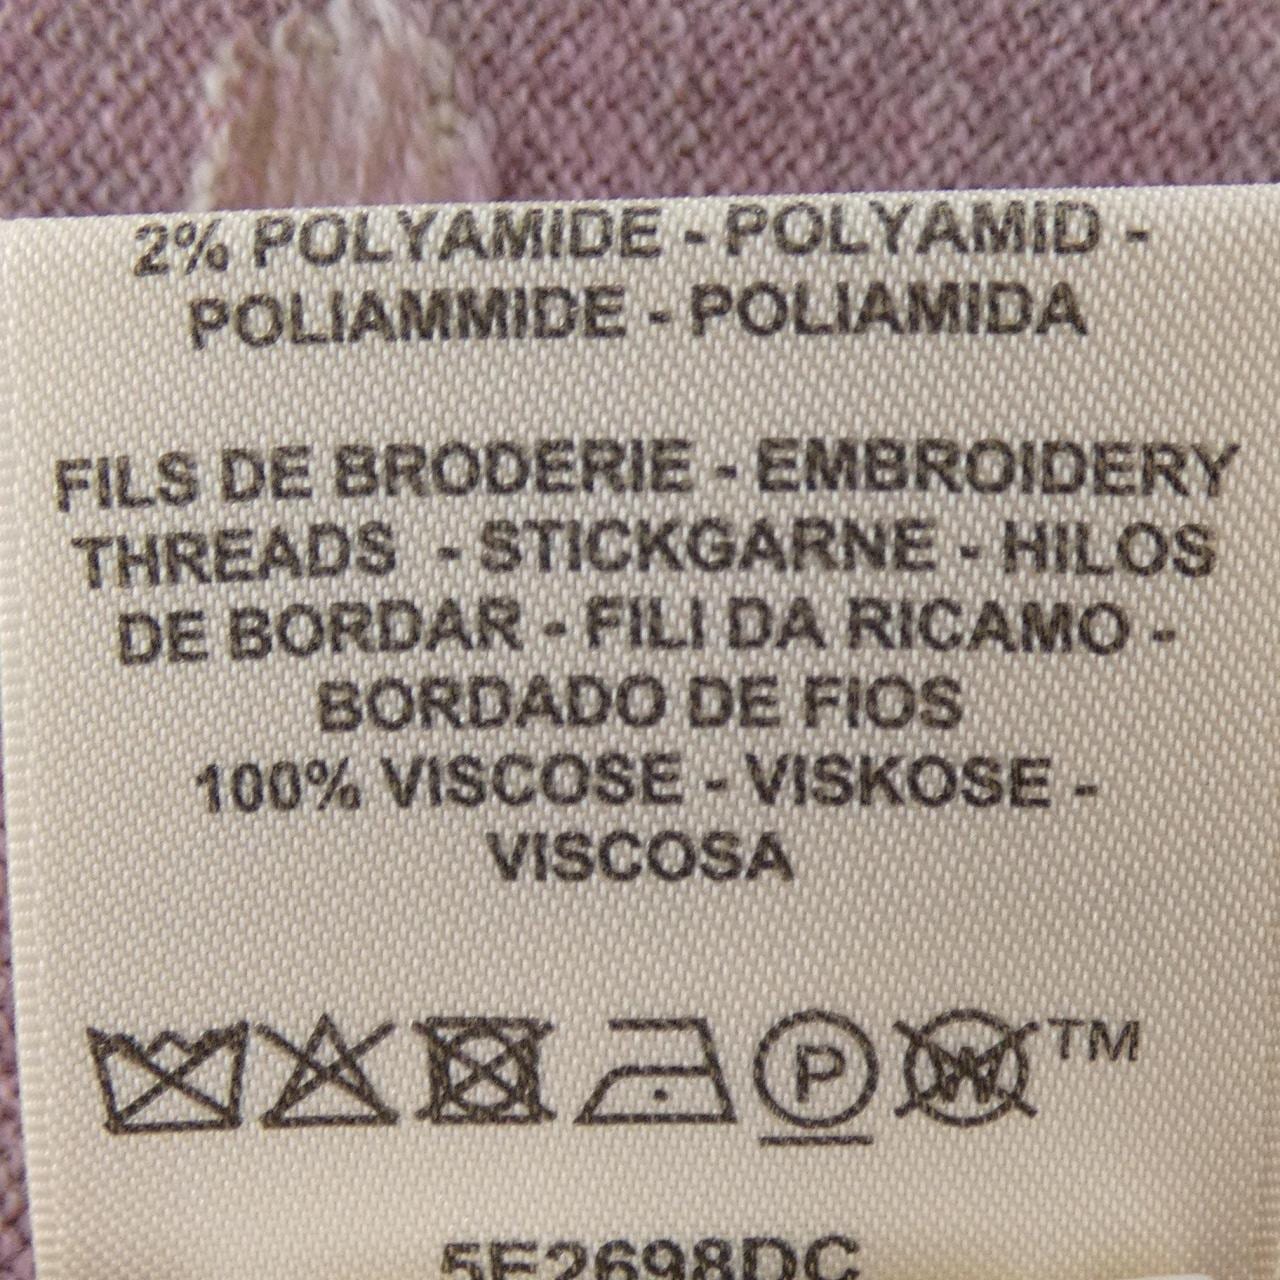 2% POLYAMIDE - POLYAMID -
POLIAMMIDE - POLIAMIDA
FILS DE BRODERIE - EMBROIDERY
THREADS - STICKGARNE - HILOS
DE BORDAR - FILI DA RICAMO -
BORDADO DE FIOS
100% VISCOSE - VISKOSE -
VISCOSA
P W TM
5E2698DC